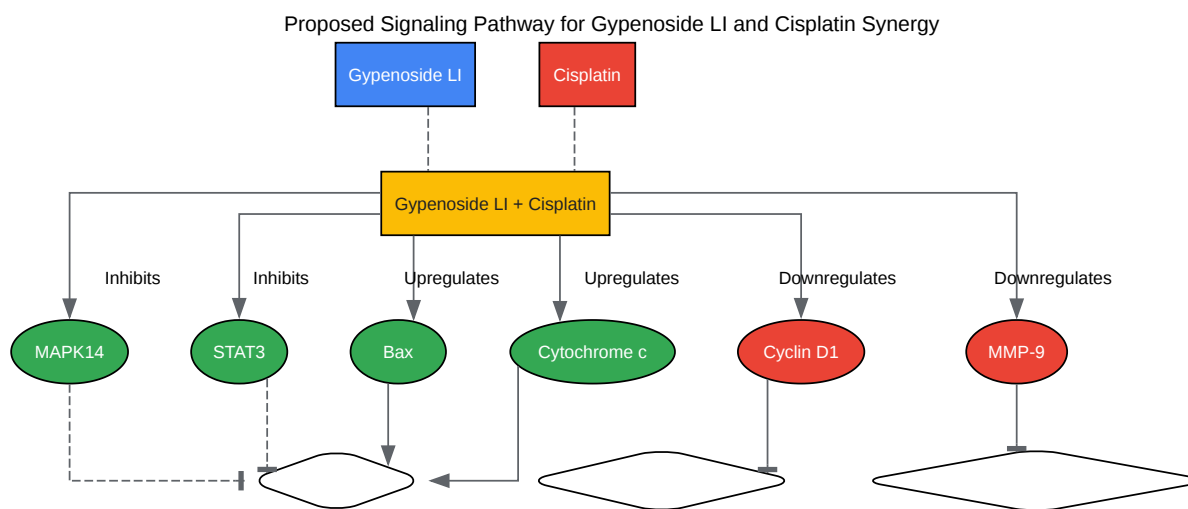 Proposed Signaling Pathway for Gypenoside LI and Cisplatin Synergy
Gypenoside LI
Cisplatin
Gypenoside LI + Cisplatin
Inhibits
Inhibits
Upregulates
Upregulates
Downregulates
Downregulates
MAPK14
STAT3
Bax
Cytochrome c
Cyclin D1
MMP-9